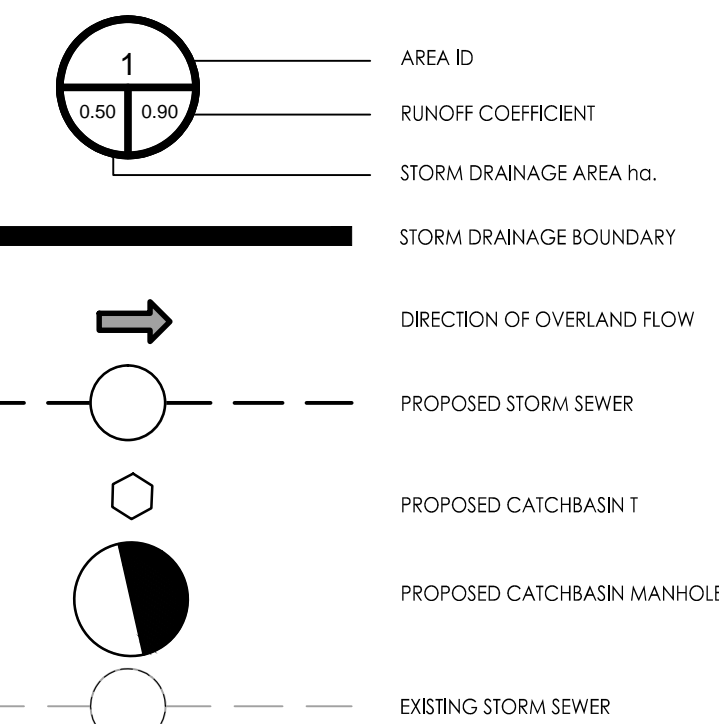 1
0.50 0.90
AREA ID
RUNOFF COEFFICIENT
STORM DRAINAGE AREA ha.
STORM DRAINAGE BOUNDARY
DIRECTION OF OVERLAND FLOW
PROPOSED STORM SEWER
PROPOSED CATCHBASIN T
PROPOSED CATCHBASIN MANHOLE
EXISTING STORM SEWER